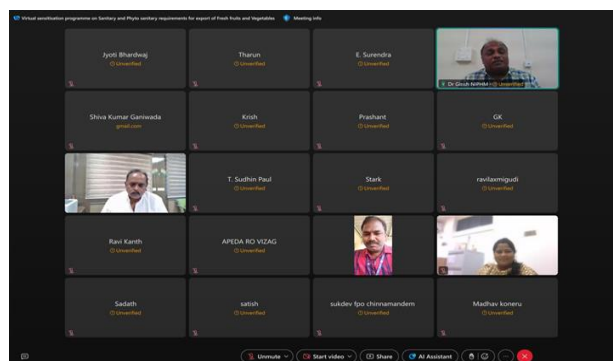 Virtual sensitisation programme on Sanitary and Phyto sanitary requirements for export of Fresh fruits and Vegetables Meeting info
Jyoti Bhardwaj
Unverified
Tharun
Unverified
E. Surendra
Unverified
Dr Gosh NIPHM Unverified
Shiva Kumar Ganiwada
gmail.com
Krish
Unverified
Prashant
Unverified
GK
Unverified
T. Sudhin Paul
Unverified
Stark
Unverified
ravilaxmigudi
Unverified
Ravi Kanth
Unverified
APEDA RO VIZAG
Unverified
Sadath
Unverified
satish
Unverified
sukdev fpo chinnamandem
Unverified
Madhav koneru
Unverified
Unmute Start video Share AI Assistant